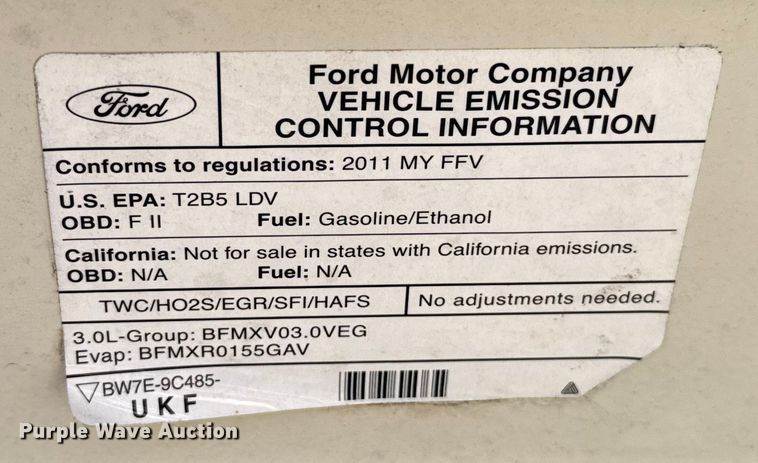 Ford
Ford Motor Company
VEHICLE EMISSION
CONTROL INFORMATION
Conforms to regulations: 2011 MY FFV
U.S. EPA: T2B5 LDV
OBD: F II Fuel: Gasoline/Ethanol
California: Not for sale in states with California emissions.
OBD: N/A Fuel: N/A
TWC/HO2S/EGR/SFI/HAFS No adjustments needed.
3.0L-Group: BFMXV03.0VEG
Evap: BFMXR0155GAV
BW7E-9C485-
UKF
Purple Wave Auction